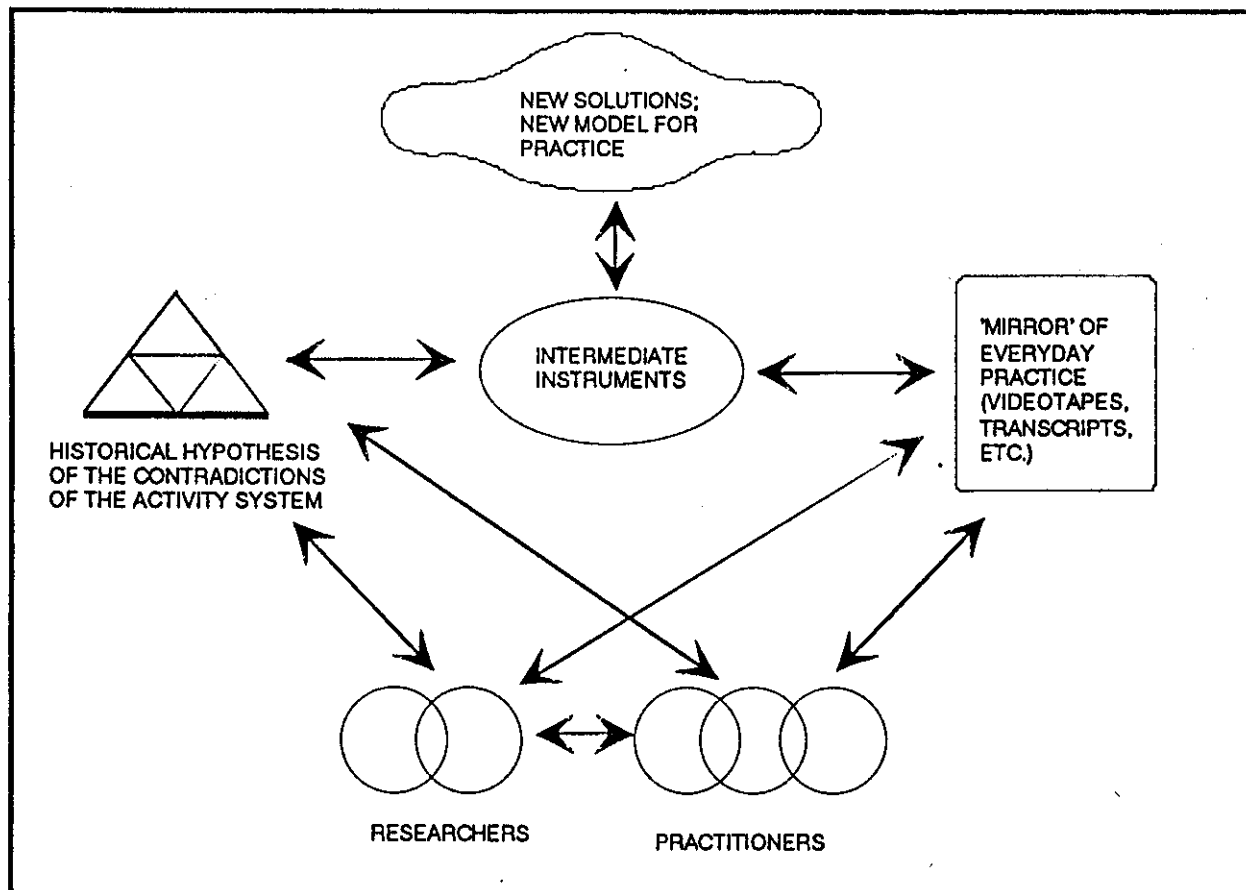 NEW SOLUTIONS;
NEW MODEL FOR
PRACTICE
INTERMEDIATE
INSTRUMENTS
'MIRROR' OF
EVERYDAY
PRACTICE
(VIDEOTAPES,
TRANSCRIPTS,
ETC.)
HISTORICAL HYPOTHESIS
OF THE CONTRADICTIONS
OF THE ACTIVITY SYSTEM
RESEARCHERS
PRACTITIONERS